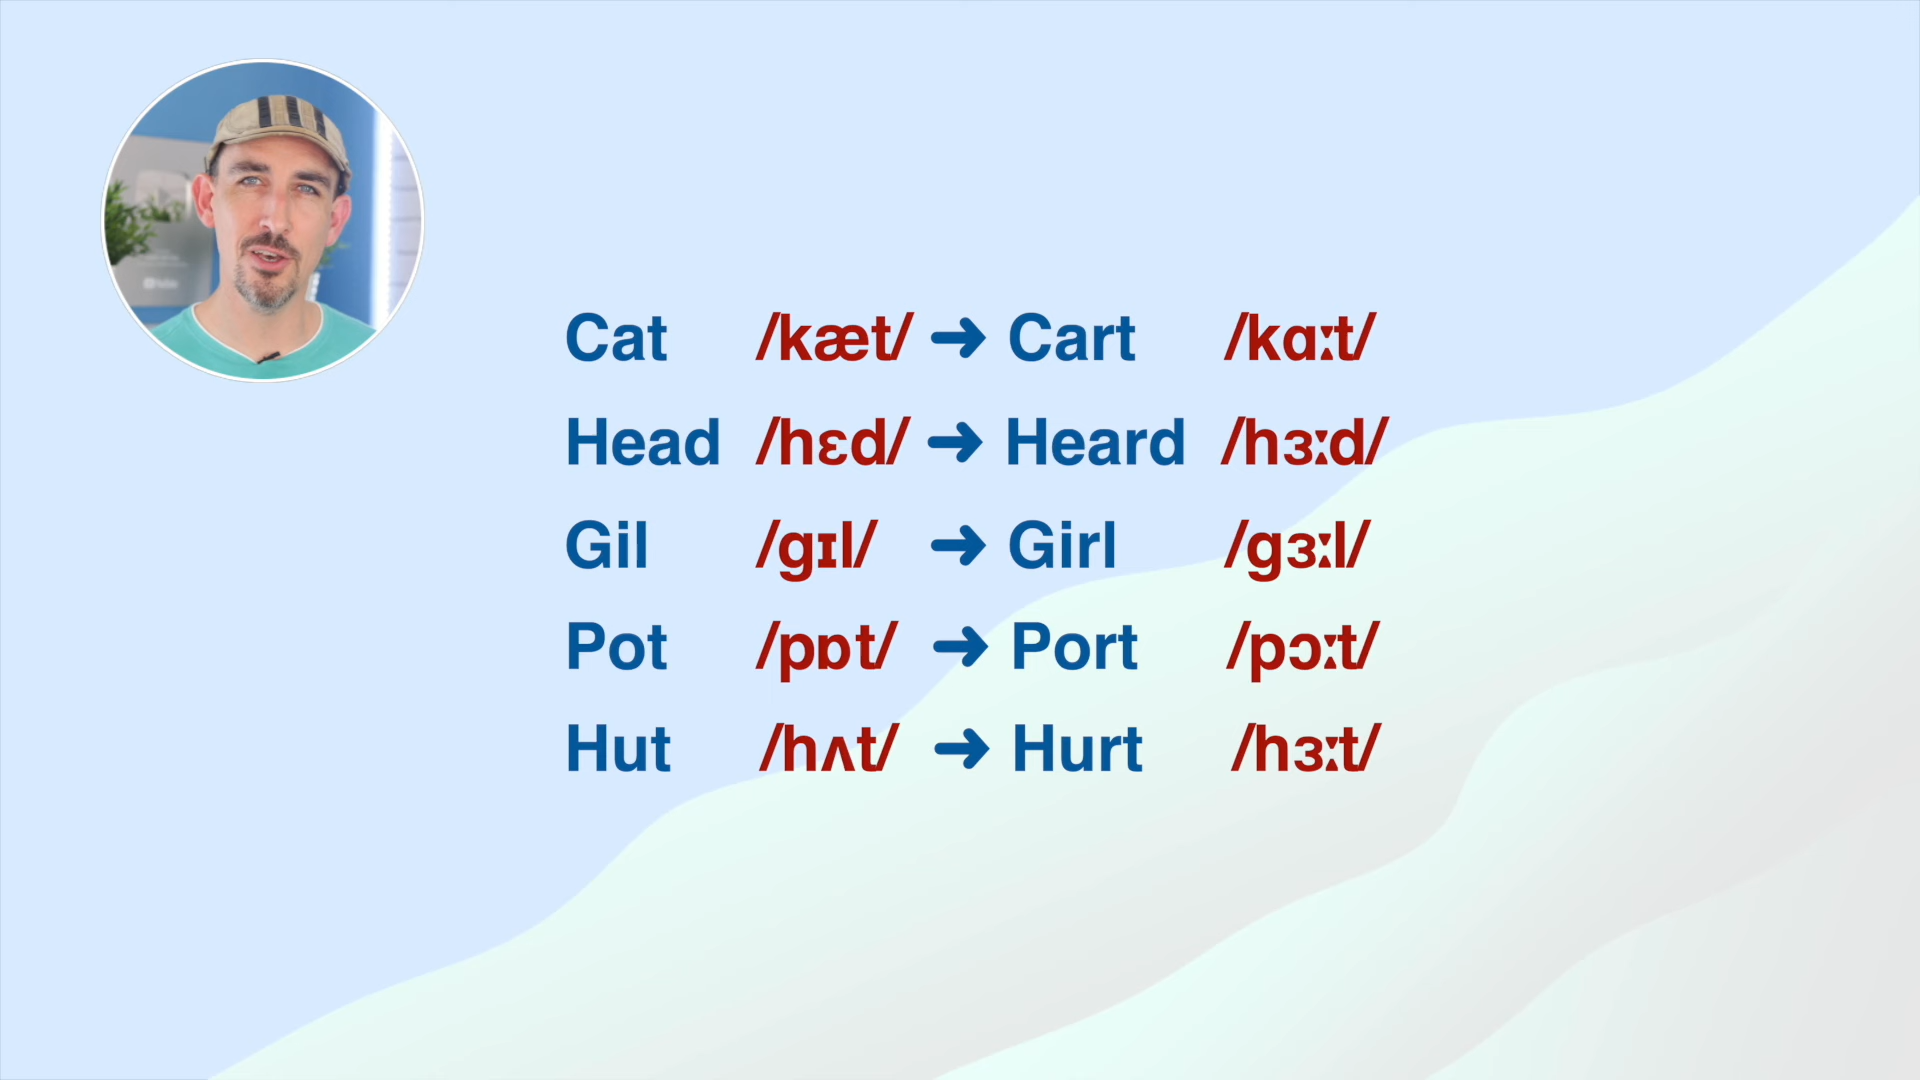 Cat /kæt/ → Cart /kɑːt/
Head /hɛd/ → Heard /hɜːd/
Gil /gɪl/ → Girl /gɜːl/
Pot /pɒt/ → Port /pɔːt/
Hut /hʌt/ → Hurt /hɜːt/